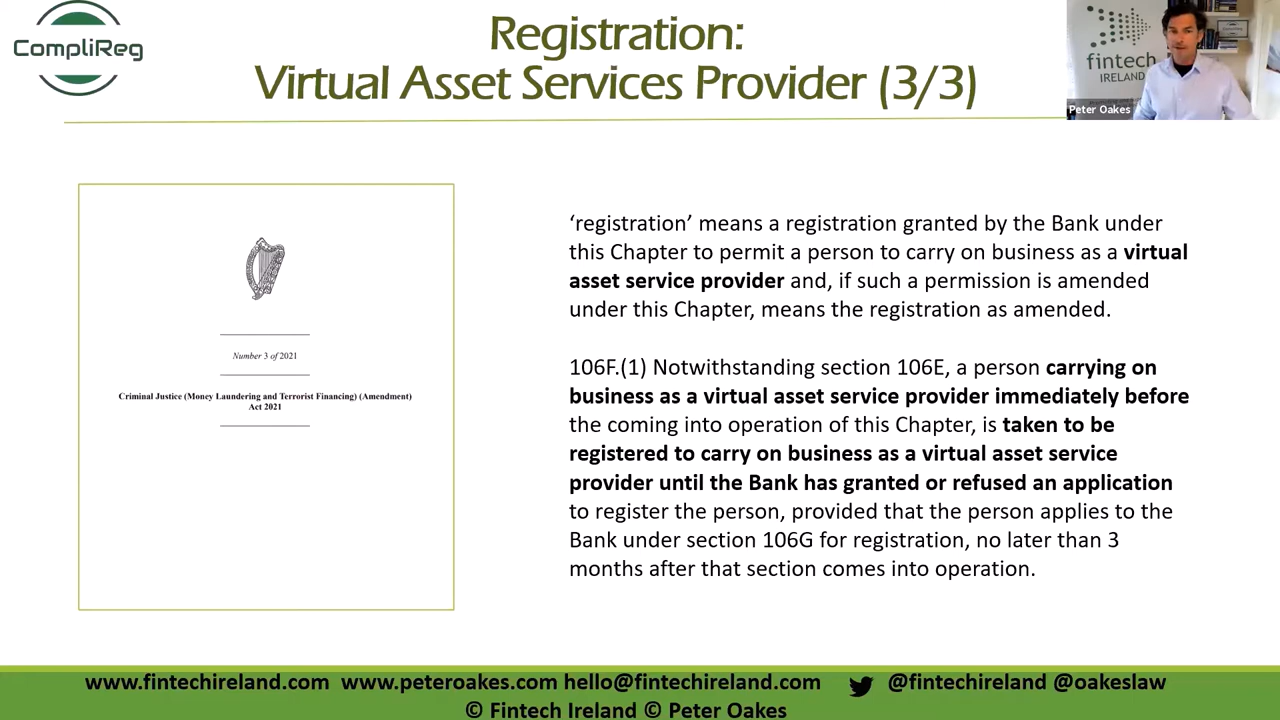 CompliReg
Registration:
Virtual Asset Services Provider (3/3)
fintech
IRELAND
Peter Oakes
Number 3 of 2021
Criminal Justice (Money Laundering and Terrorist Financing) (Amendment)
Act 2021
‘registration’ means a registration granted by the Bank under
this Chapter to permit a person to carry on business as a virtual
asset service provider and, if such a permission is amended
under this Chapter, means the registration as amended.
106F.(1) Notwithstanding section 106E, a person carrying on
business as a virtual asset service provider immediately before
the coming into operation of this Chapter, is taken to be
registered to carry on business as a virtual asset service
provider until the Bank has granted or refused an application
to register the person, provided that the person applies to the
Bank under section 106G for registration, no later than 3
months after that section comes into operation.
www.fintechireland.com www.peteroakes.com hello@fintechireland.com @fintechireland @oakeslaw
© Fintech Ireland © Peter Oakes